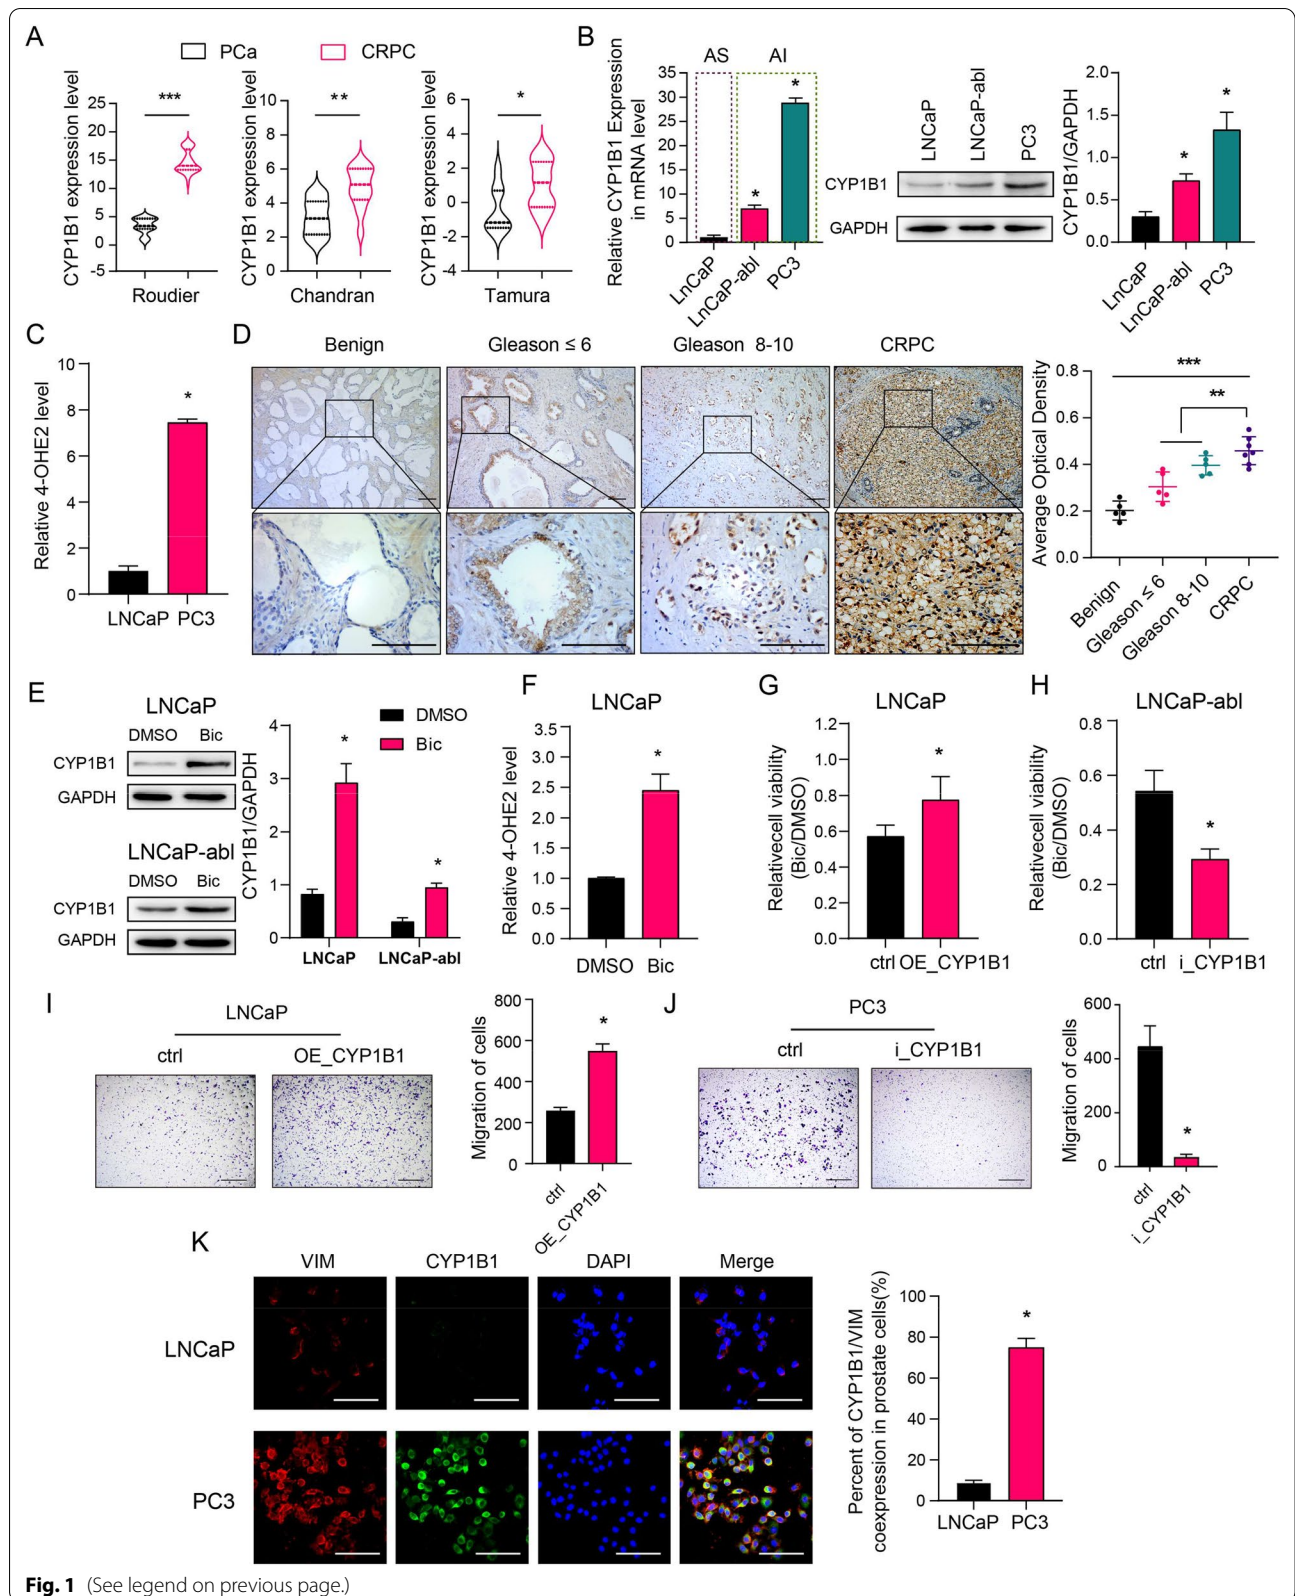 A
PCa
CRPC
CYP1B1 expression level
25
20
15
10
5
0
-5
***
Roudier
CYP1B1 expression level
10
8
6
4
2
0
**
Chandran
CYP1B1 expression level
6
4
2
0
-2
-4
*
Tamura
B
AS
AI
Relative CYP1B1 Expression
in mRNA level
35
30
25
20
15
10
5
0
*
*
LnCaP
LnCaP-abl
PC3
LNCaP
LNCaP-abl
PC3
CYP1B1
GAPDH
CYP1B1/GAPDH
2.0
1.5
1.0
0.5
0.0
*
*
LnCaP
LnCaP-abl
PC3
C
Relative 4-OHE2 level
10
8
6
4
2
0
*
LNCaP PC3
D
Benign
Gleason ≤ 6
Gleason 8-10
CRPC
Average Optical Density
0.8
0.6
0.4
0.2
0.0
***
**
Benign
Gleason ≤ 6
Gleason 8-10
CRPC
E
LNCaP
DMSO Bic
CYP1B1
GAPDH
LNCaP-abl
DMSO Bic
CYP1B1
GAPDH
CYP1B1/GAPDH
DMSO
Bic
4
3
2
1
0
*
*
LNCaP LNCaP-abl
F
LNCaP
Relative 4-OHE2 level
3.5
3.0
2.5
2.0
1.5
1.0
0.5
0.0
*
DMSO Bic
G
LNCaP
Relativecell viability
(Bic/DMSO)
1.2
1.0
0.8
0.6
0.4
0.2
0.0
*
ctrl OE_CYP1B1
H
LNCaP-abl
Relativecell viability
(Bic/DMSO)
0.8
0.6
0.4
0.2
0.0
*
ctrl i_CYP1B1
I
LNCaP
ctrl
OE_CYP1B1
Migration of cells
800
600
400
200
0
*
ctrl
OE_CYP1B1
J
PC3
ctrl
i_CYP1B1
Migration of cells
600
400
200
0
*
ctrl
i_CYP1B1
K
VIM
CYP1B1
DAPI
Merge
LNCaP
PC3
Percent of CYP1B1/VIM
coexpression in prostate cells(%)
100
80
60
40
20
0
*
LNCaP PC3
Fig. 1 (See legend on previous page.)